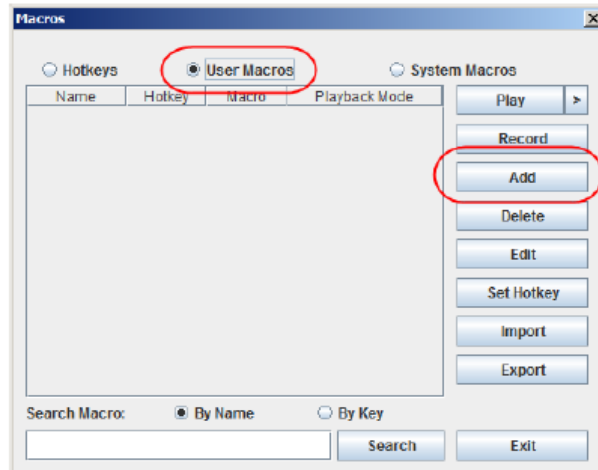 Macros
Hotkeys User Macros System Macros
Name Hotkey Macro Playback Mode
Play >
Record
Add
Delete
Edit
Set Hotkey
Import
Export
Search Macro: By Name By Key
Search Exit